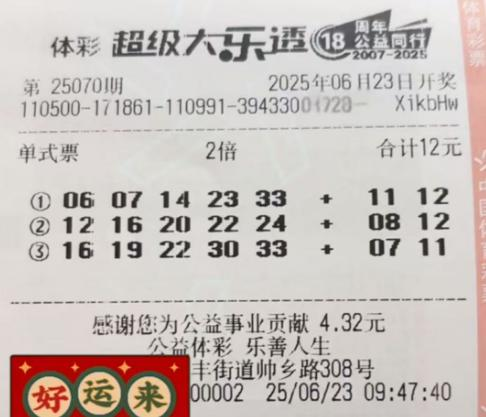 体彩 超级大乐透 18 周年 公益同行 2007-2025
第 25070期 2025年06月23日开奖
110500-171861-110991-39433001728- XikbHw
单式票 2倍 合计12元
① 06 07 14 23 33 + 11 12
② 12 16 20 22 24 + 08 12
③ 16 19 22 30 33 + 07 11
感谢您为公益事业贡献 4.32元
公益体彩 乐善人生
丰街道帅乡路308号
00002 25/06/23 09:47:40
好运来
体育彩票